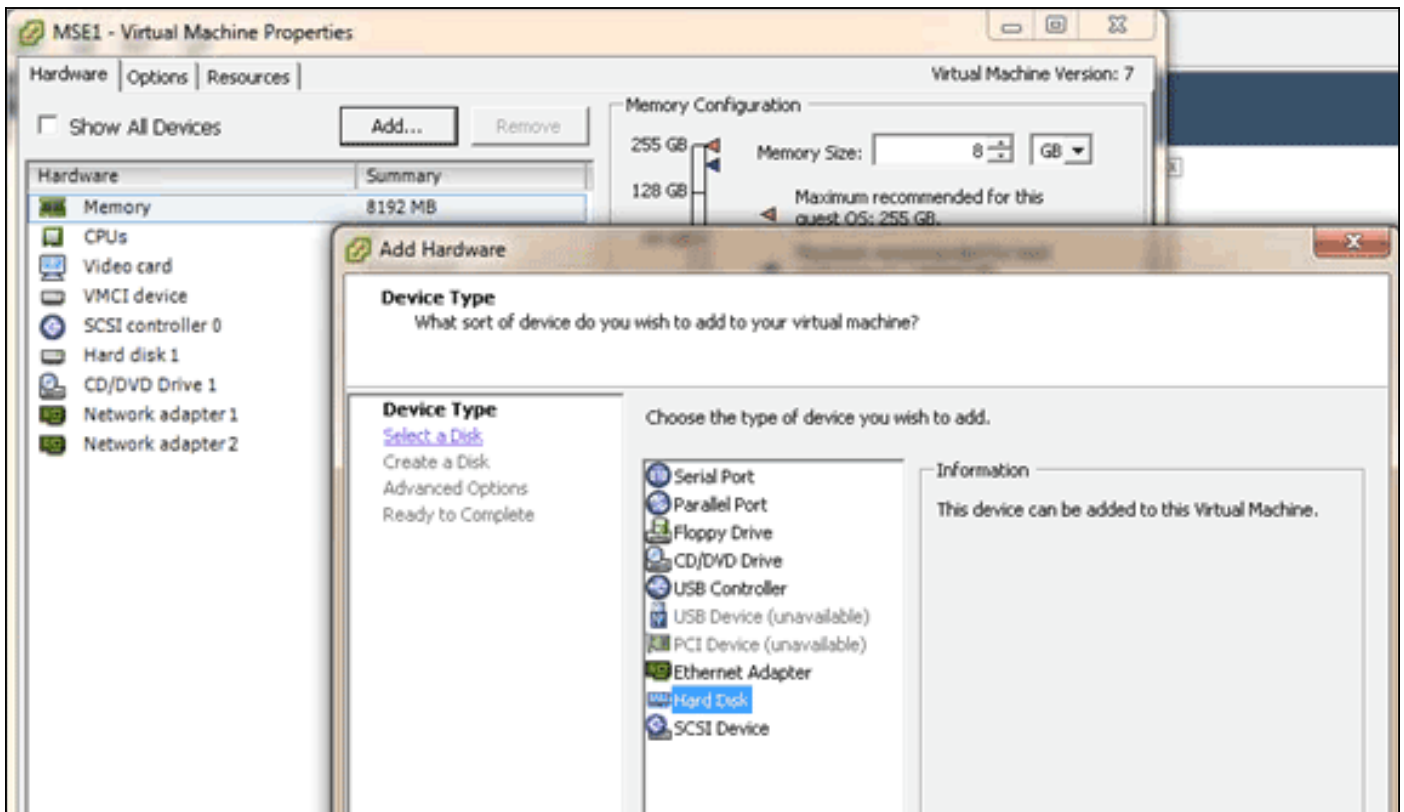 MSE1 - Virtual Machine Properties
Hardware Options Resources Virtual Machine Version: 7
Show All Devices Add... Remove
Memory Configuration
255 GB
Memory Size: 8 GB
128 GB
Maximum recommended for this
guest OS: 255 GB.
Hardware Summary
Memory 8192 MB
CPUs
Video card
VMCI device
SCSI controller 0
Hard disk 1
CD/DVD Drive 1
Network adapter 1
Network adapter 2
Add Hardware
Device Type
What sort of device do you wish to add to your virtual machine?
Device Type
Select a Disk
Create a Disk
Advanced Options
Ready to Complete
Choose the type of device you wish to add.
Serial Port
Parallel Port
Floppy Drive
CD/DVD Drive
USB Controller
USB Device (unavailable)
PCI Device (unavailable)
Ethernet Adapter
Hard Disk
SCSI Device
Information
This device can be added to this Virtual Machine.